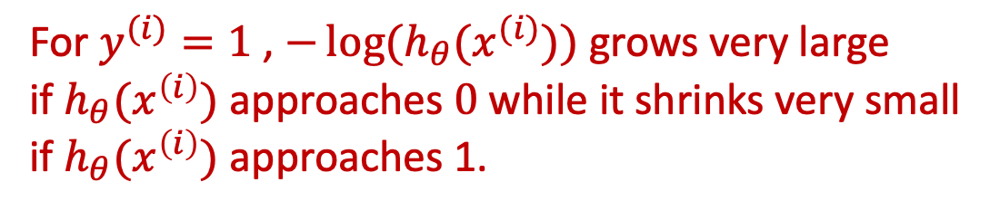 For y⁽ⁱ⁾ = 1 , − log(h_θ(x⁽ⁱ⁾)) grows very large
if h_θ(x⁽ⁱ⁾) approaches 0 while it shrinks very small
if h_θ(x⁽ⁱ⁾) approaches 1.